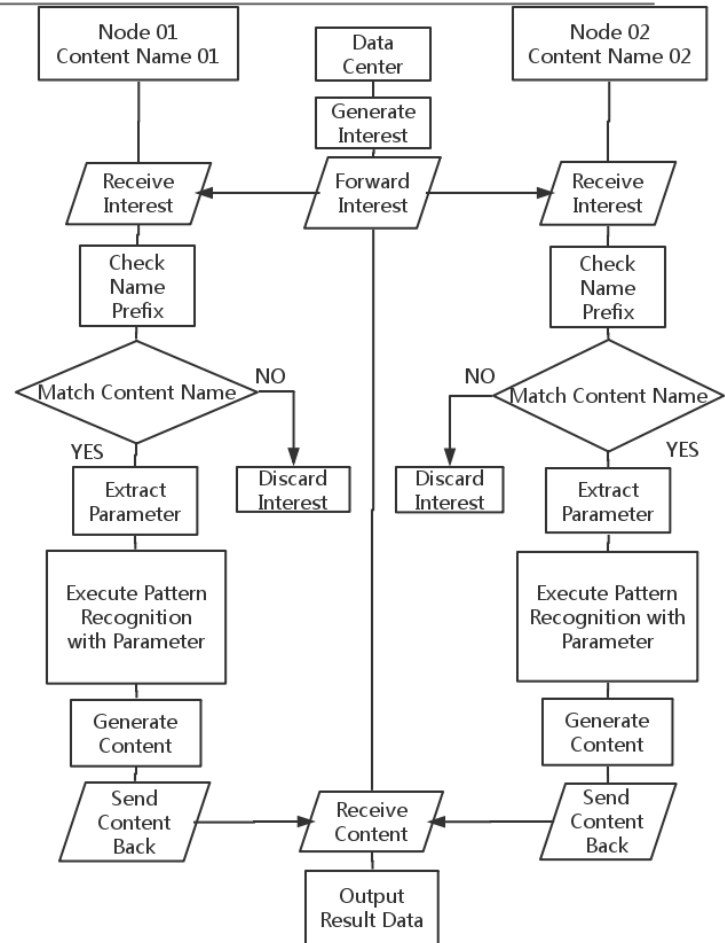 Node 01
Content Name 01
Data
Center
Node 02
Content Name 02
Generate
Interest
Receive
Interest
Forward
Interest
Receive
Interest
Check
Name
Prefix
Check
Name
Prefix
Match Content Name
NO
NO
Match Content Name
YES
YES
Extract
Parameter
Discard
Interest
Discard
Interest
Extract
Parameter
Execute Pattern
Recognition
with Parameter
Execute Pattern
Recognition with
Parameter
Generate
Content
Generate
Content
Send
Content
Back
Receive
Content
Send
Content
Back
Output
Result Data